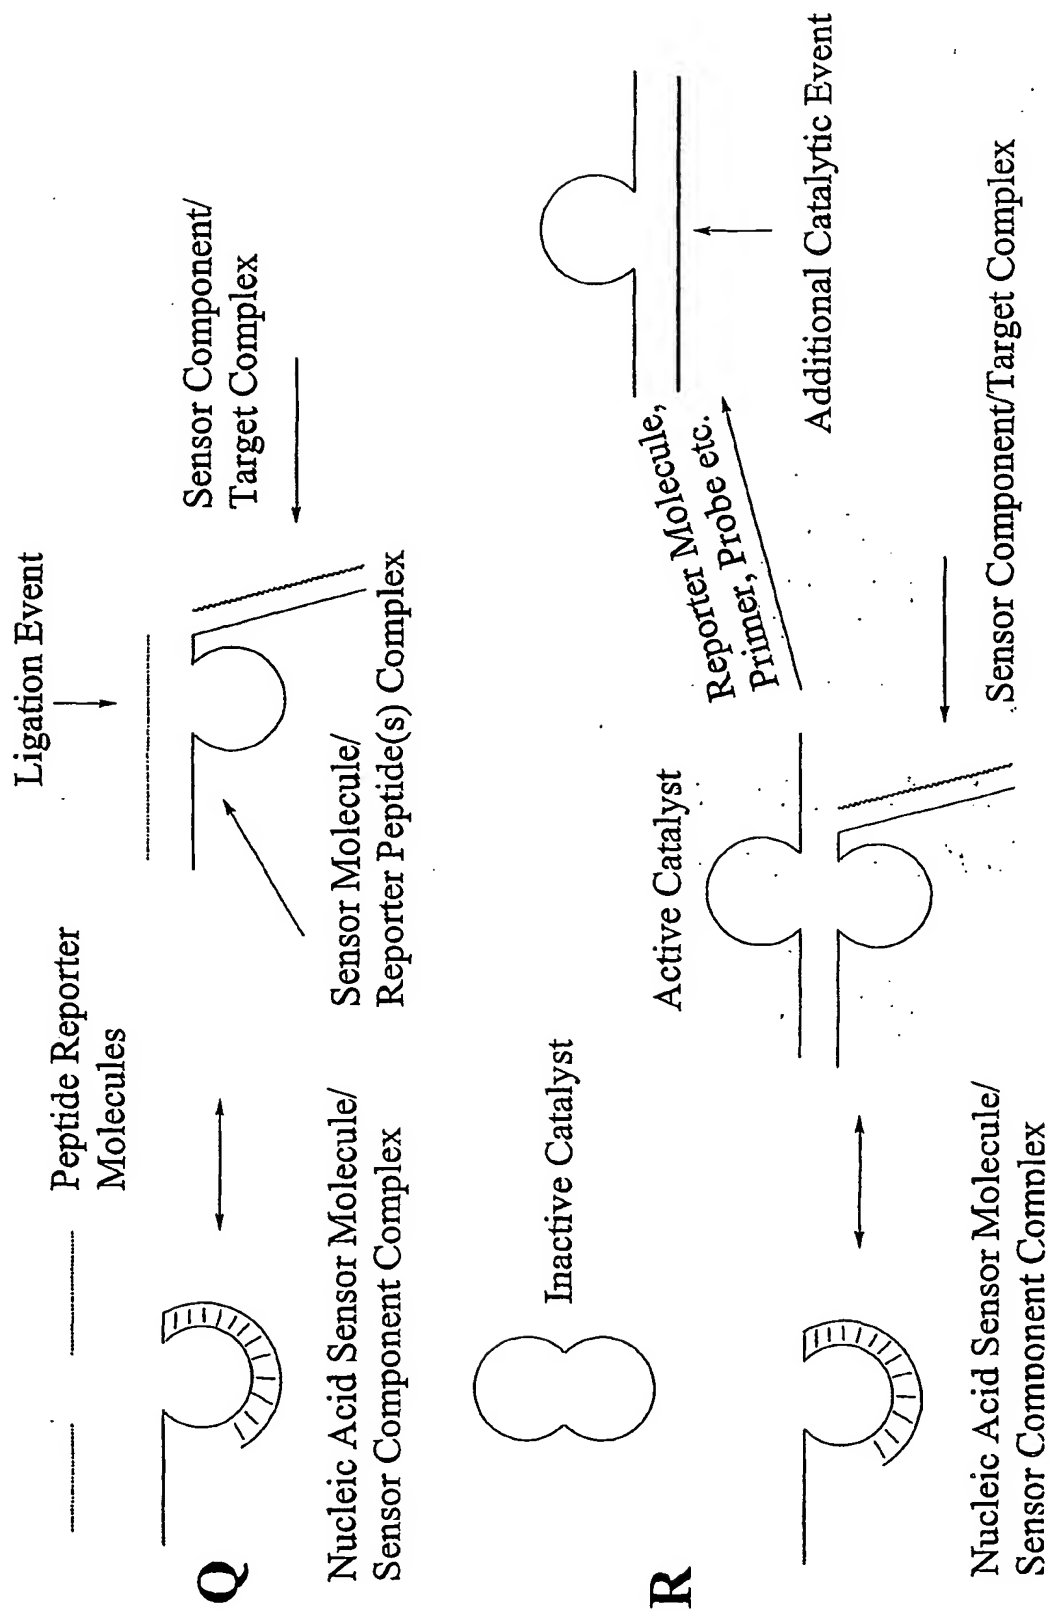 Q
Peptide Reporter
Molecules
Ligation Event
Nucleic Acid Sensor Molecule/
Sensor Component Complex
Sensor Molecule/
Reporter Peptide(s) Complex
Sensor Component/
Target Complex
R
Inactive Catalyst
Active Catalyst
Reporter Molecule,
Primer, Probe etc.
Additional Catalytic Event
Nucleic Acid Sensor Molecule/
Sensor Component Complex
Sensor Component/Target Complex